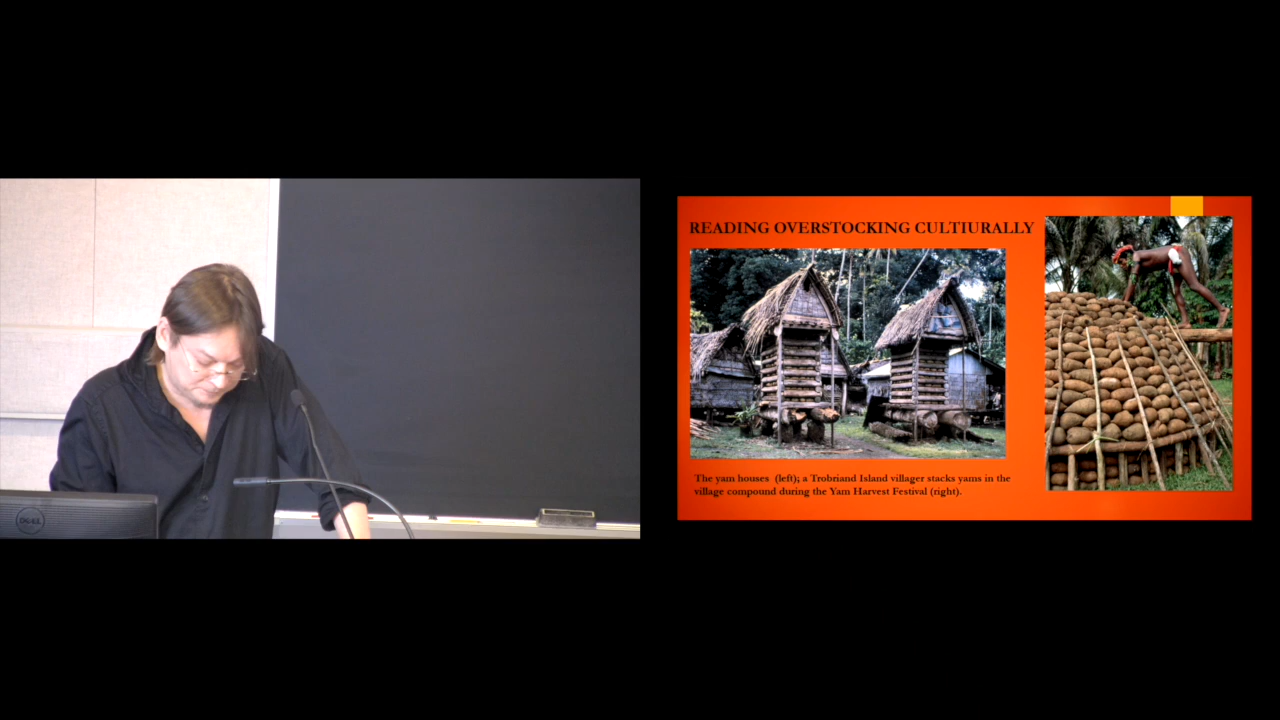 READING OVERSTOCKING CULTIURALLY
The yam houses (left); a Trobriand Island villager stacks yams in the
village compound during the Yam Harvest Festival (right).
DELL